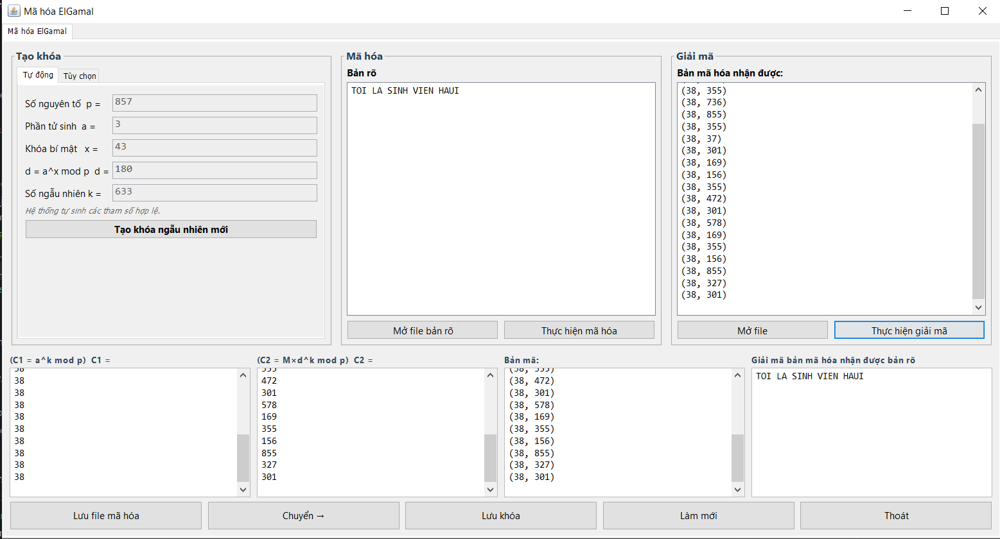 Mã hóa ElGamal
Mã hóa ElGamal
Tạo khóa
Tự động
Tùy chọn
Số nguyên tố p =
857
Phần tử sinh a =
3
Khóa bí mật x =
43
d = a^x mod p d =
180
Số ngẫu nhiên k =
633
Hệ thống tự sinh các tham số hợp lệ.
Tạo khóa ngẫu nhiên mới
Mã hóa
Bản rõ
TOI LA SINH VIEN HAUI
Mở file bản rõ
Thực hiện mã hóa
Giải mã
Bản mã hóa nhận được:
(38, 355)
(38, 736)
(38, 855)
(38, 355)
(38, 37)
(38, 301)
(38, 169)
(38, 156)
(38, 355)
(38, 472)
(38, 301)
(38, 578)
(38, 169)
(38, 355)
(38, 156)
(38, 855)
(38, 327)
(38, 301)
Mở file
Thực hiện giải mã
(C1 = a^k mod p) C1 =
38
38
38
38
38
38
38
38
38
38
(C2 = M×d^k mod p) C2 =
355
472
301
578
169
355
156
855
327
301
Bản mã:
(38, 355)
(38, 472)
(38, 301)
(38, 578)
(38, 169)
(38, 355)
(38, 156)
(38, 855)
(38, 327)
(38, 301)
Giải mã bản mã hóa nhận được bản rõ
TOI LA SINH VIEN HAUI
Lưu file mã hóa
Chuyển →
Lưu khóa
Làm mới
Thoát